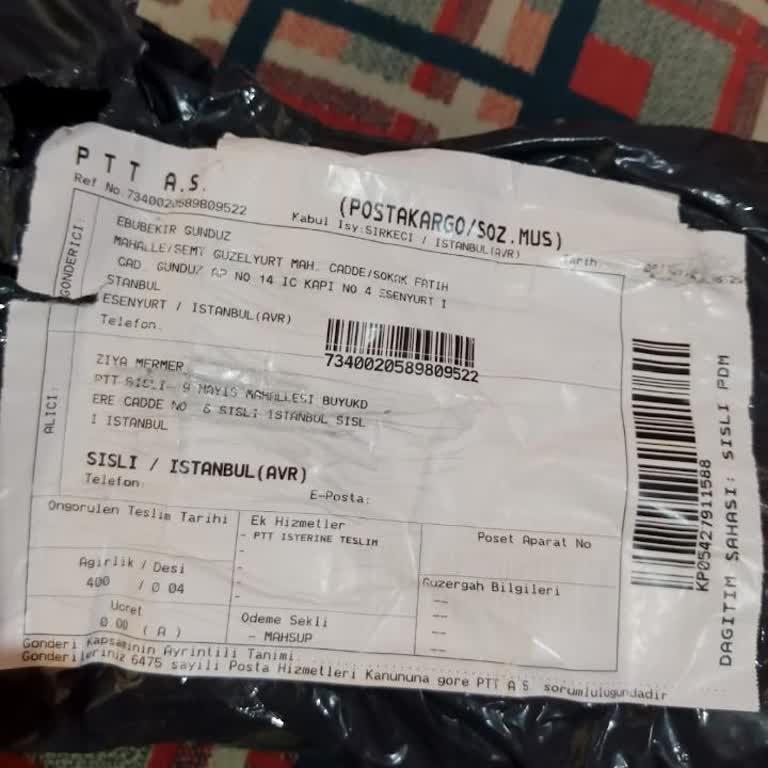 PTT A.S.
(POSTAKARGO/SOZ.MUS)
Ref No.7340020589809522
Kabul Isy:SIRKECI / ISTANBUL(A/R)
Tarih
GONDERICI:
EBUBEKIR GUNDUZ
MAHALLE/SEMT GUZELYURT MAH. CADDE/SOKAK FATIH
CAD GUNDUZ AP NO 14 IC KAPI NO 4 ESENYURT I
STANBUL
ESENYURT / ISTANBUL(AVR)
Telefon:
7340020589809522
ALICI:
ZIYA MERMER
PTT SISLI- 9 MAYIS MAHALLESI BUYUKD
ERE CADDE NO 6 SISLI ISTANBUL SISL
I ISTANBUL
SISLI / ISTANBUL(AVR)
Telefon:
E-Posta:
Ongorulen Teslim Tarihi
Ek Hizmetler
- PTT ISYERINE TESLIM
-
-
-
-
Poset Aparat No
Agirlik / Desi
400 / 0 04
Guzergah Bilgileri
--
--
--
--
Ucret
0 00 (A)
Odeme Sekli
- MAHSUP
Gonderi Kapsaminin Ayrintili Tanimi
Gonderileriniz 6475 sayili Posta Hizmetleri Kanununa gore PTT A S sorumlulugundadir
KP05427911588
DAGITIM SAHASI: SISLI PDM